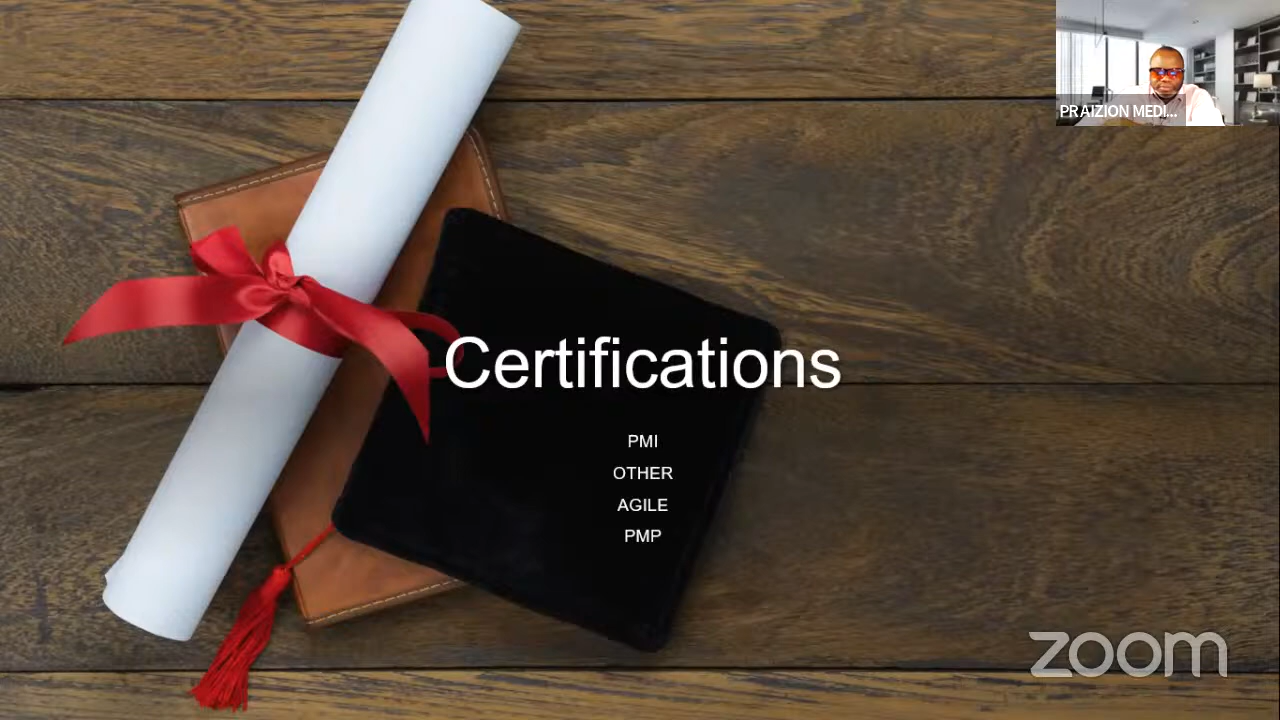 PRAIZION MEDI...
Certifications
PMI
OTHER
AGILE
PMP
zoom